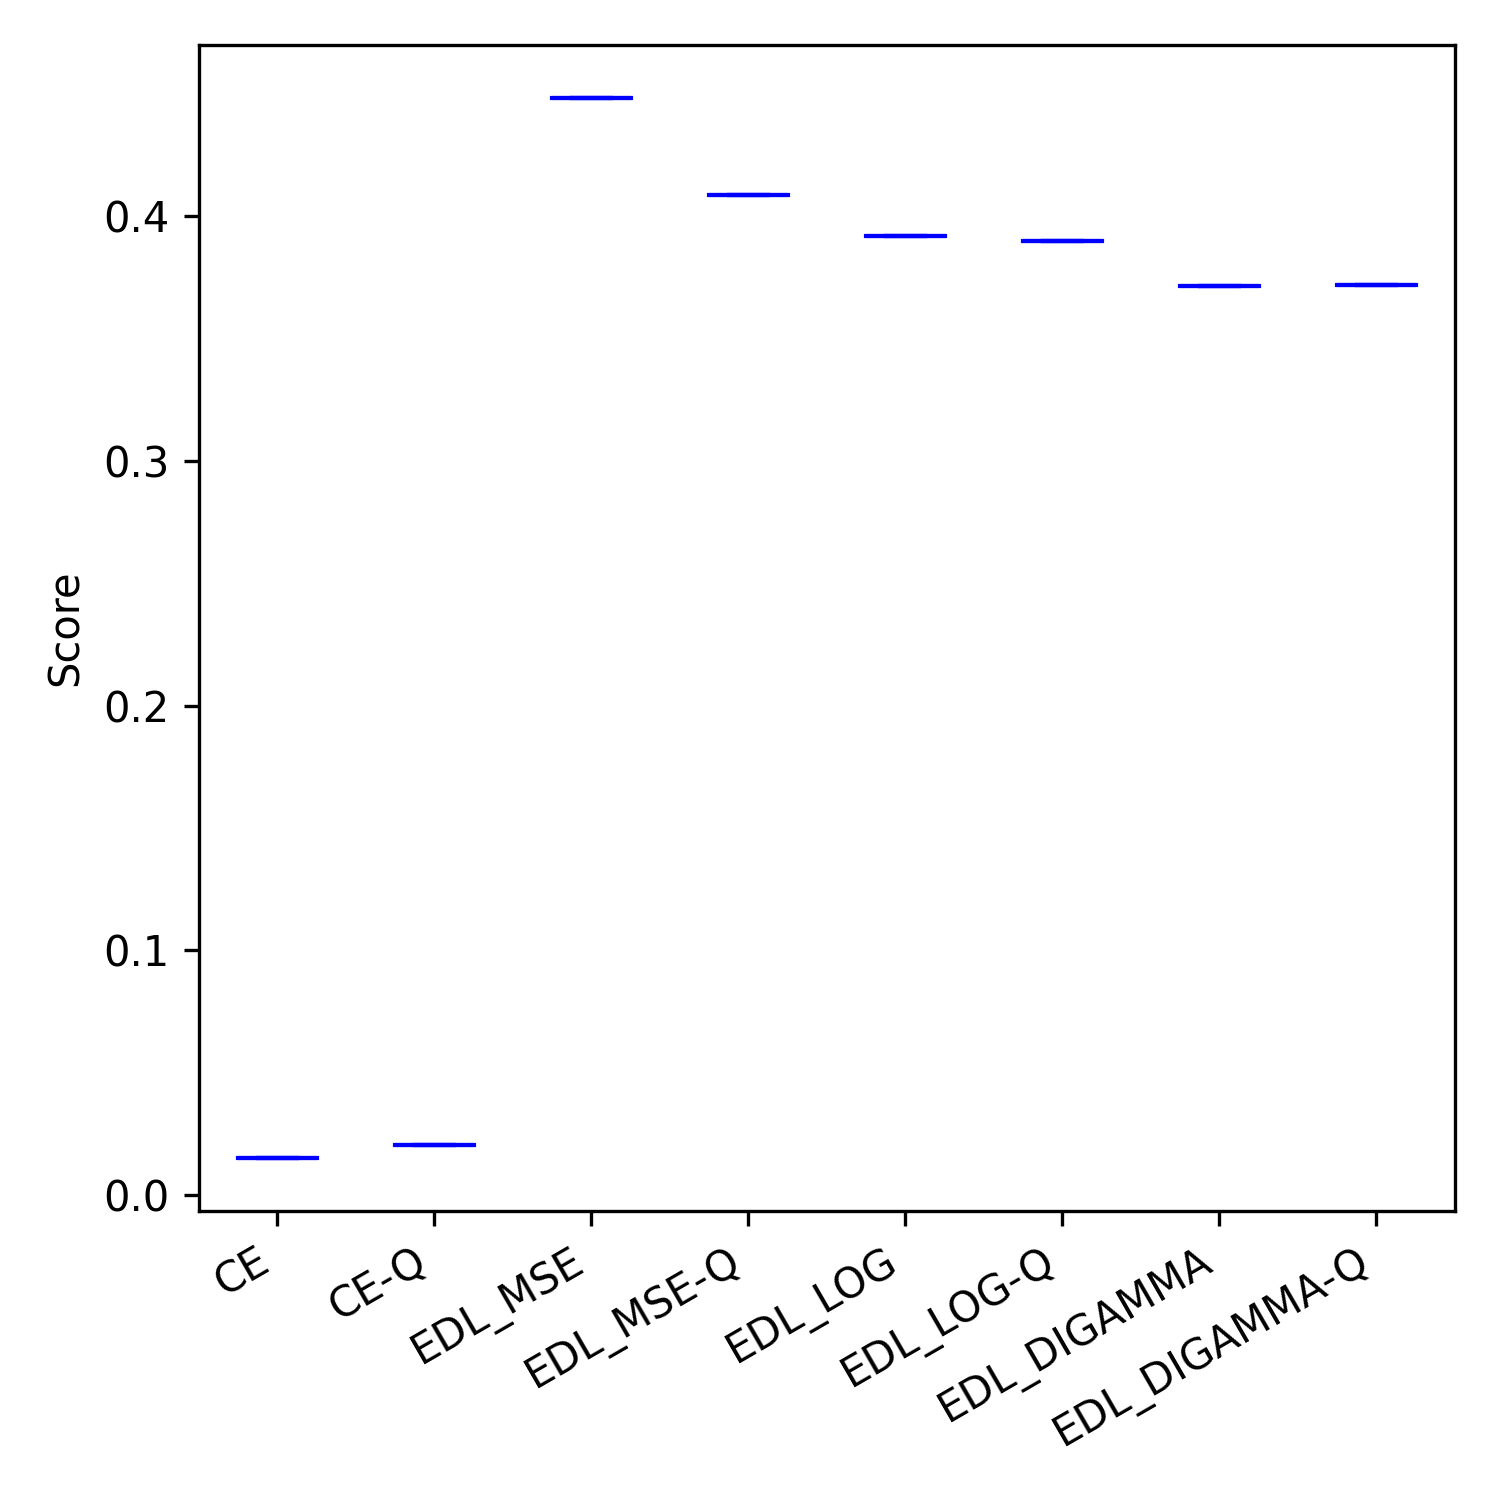 Score
0.4
0.3
0.2
0.1
0.0
CE
CE-Q
EDL_MSE
EDL_MSE-Q
EDL_LOG
EDL_LOG-Q
EDL_DIGAMMA
EDL_DIGAMMA-Q